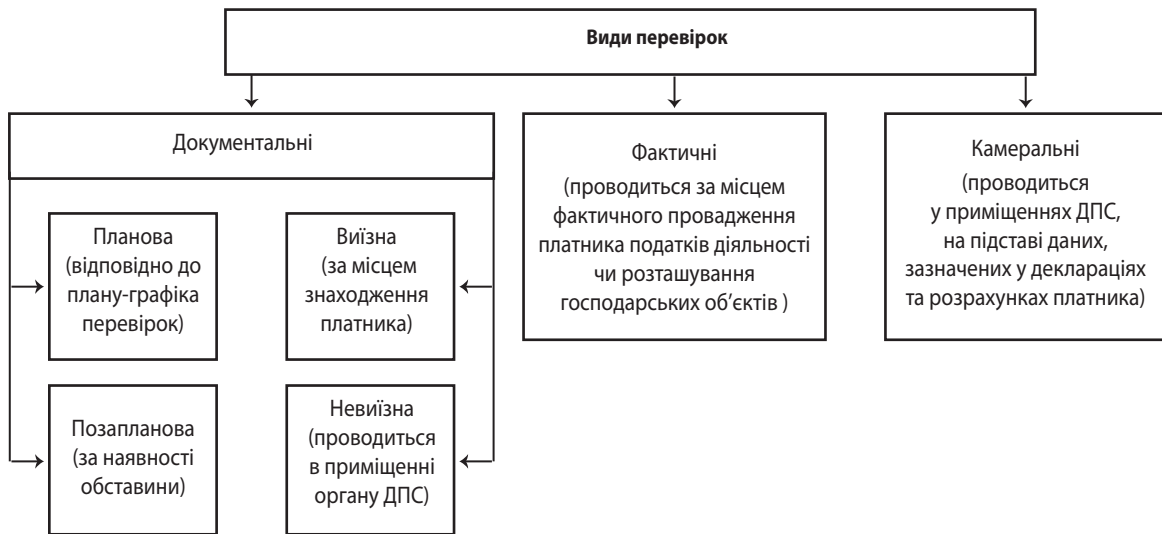 Види перевірок
Документальні
Планова
(відповідно до
плану-графіка
перевірок)
Виїзна
(за місцем
знаходження
платника)
Позапланова
(за наявності
обставини)
Невиїзна
(проводиться
в приміщенні
органу ДПС)
Фактичні
(проводиться за місцем
фактичного провадження
платника податків діяльності
чи розташування
господарських об’єктів )
Камеральні
(проводиться
у приміщеннях ДПС,
на підставі даних,
зазначених у деклараціях
та розрахунках платника)